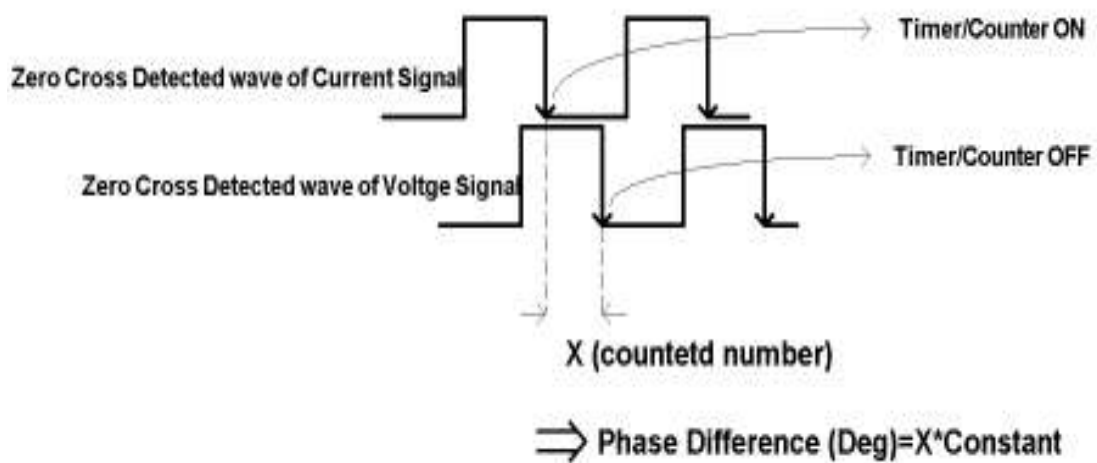 Timer/Counter ON
Zero Cross Detected wave of Current Signal
Timer/Counter OFF
Zero Cross Detected wave of Voltge Signal
X (countetd number)
Phase Difference (Deg)=X*Constant